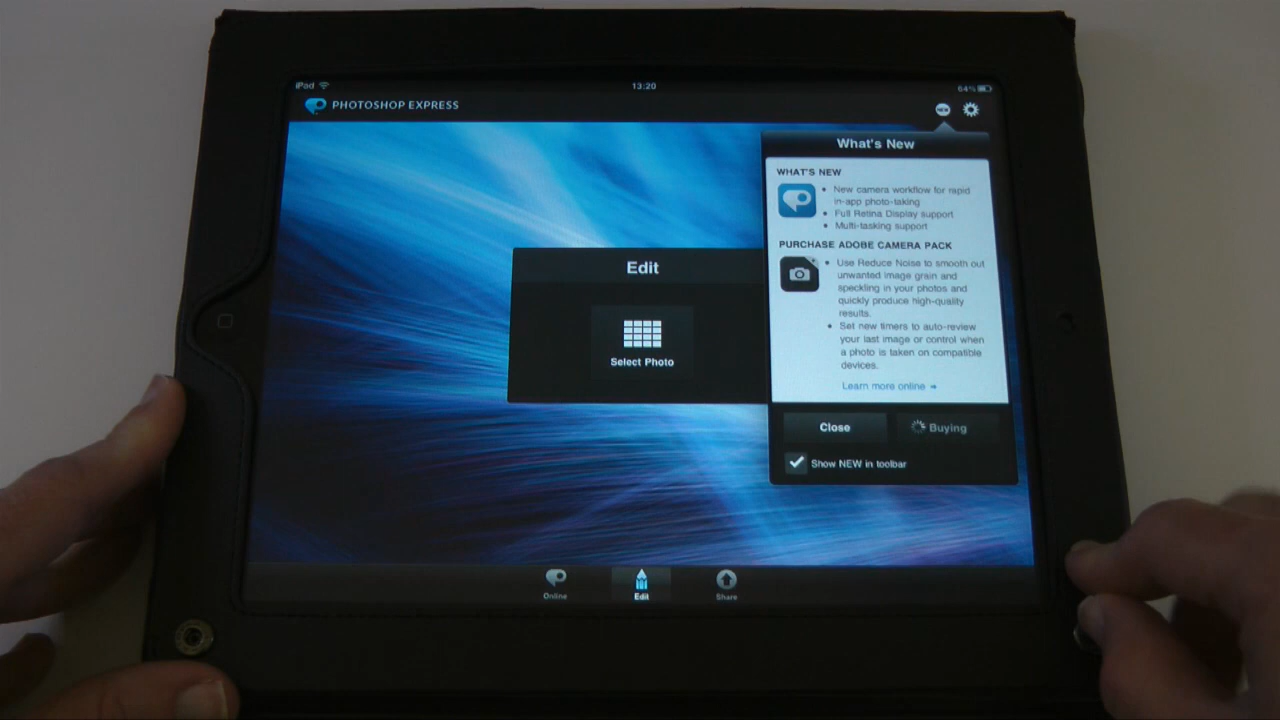 iPod
13:20
64%
PHOTOSHOP EXPRESS
NEW
What's New
WHAT'S NEW
• New camera workflow for rapid
in-app photo-taking
• Full Retina Display support
• Multi-tasking support
PURCHASE ADOBE CAMERA PACK
• Use Reduce Noise to smooth out
unwanted image grain and
speckling in your photos and
quickly produce high-quality
results.
• Set new timers to auto-review
your last image or control when
a photo is taken on compatible
devices.
Learn more online
Close
Buying
Show NEW in toolbar
Edit
Select Photo
Online
Edit
Share